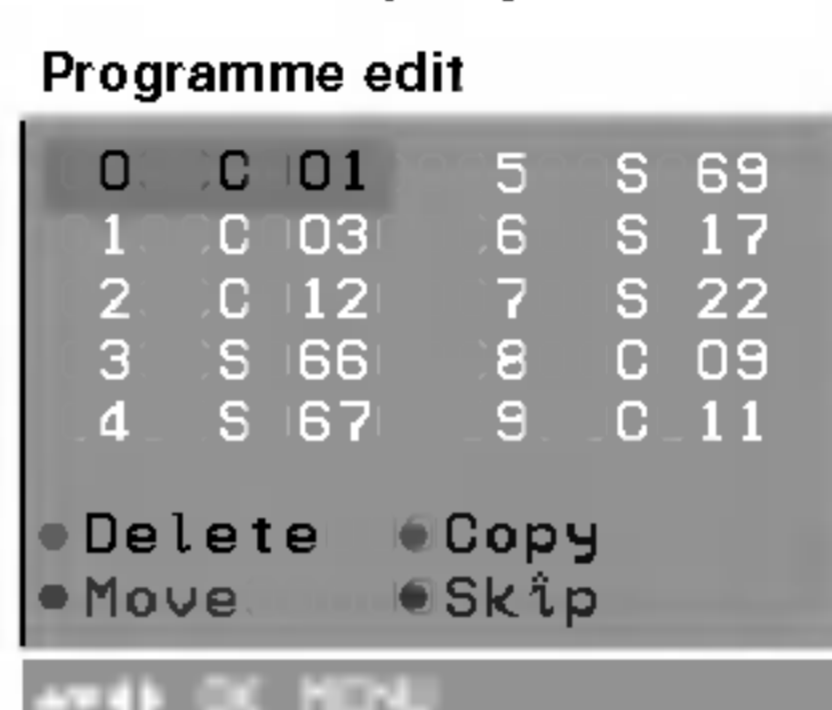 Programme edit
0 C 01 5 S 69
1 C 03 6 S 17
2 C 12 7 S 22
3 S 66 8 C 09
4 S 67 9 C 11
Delete Copy
Move Skip
OK MENU